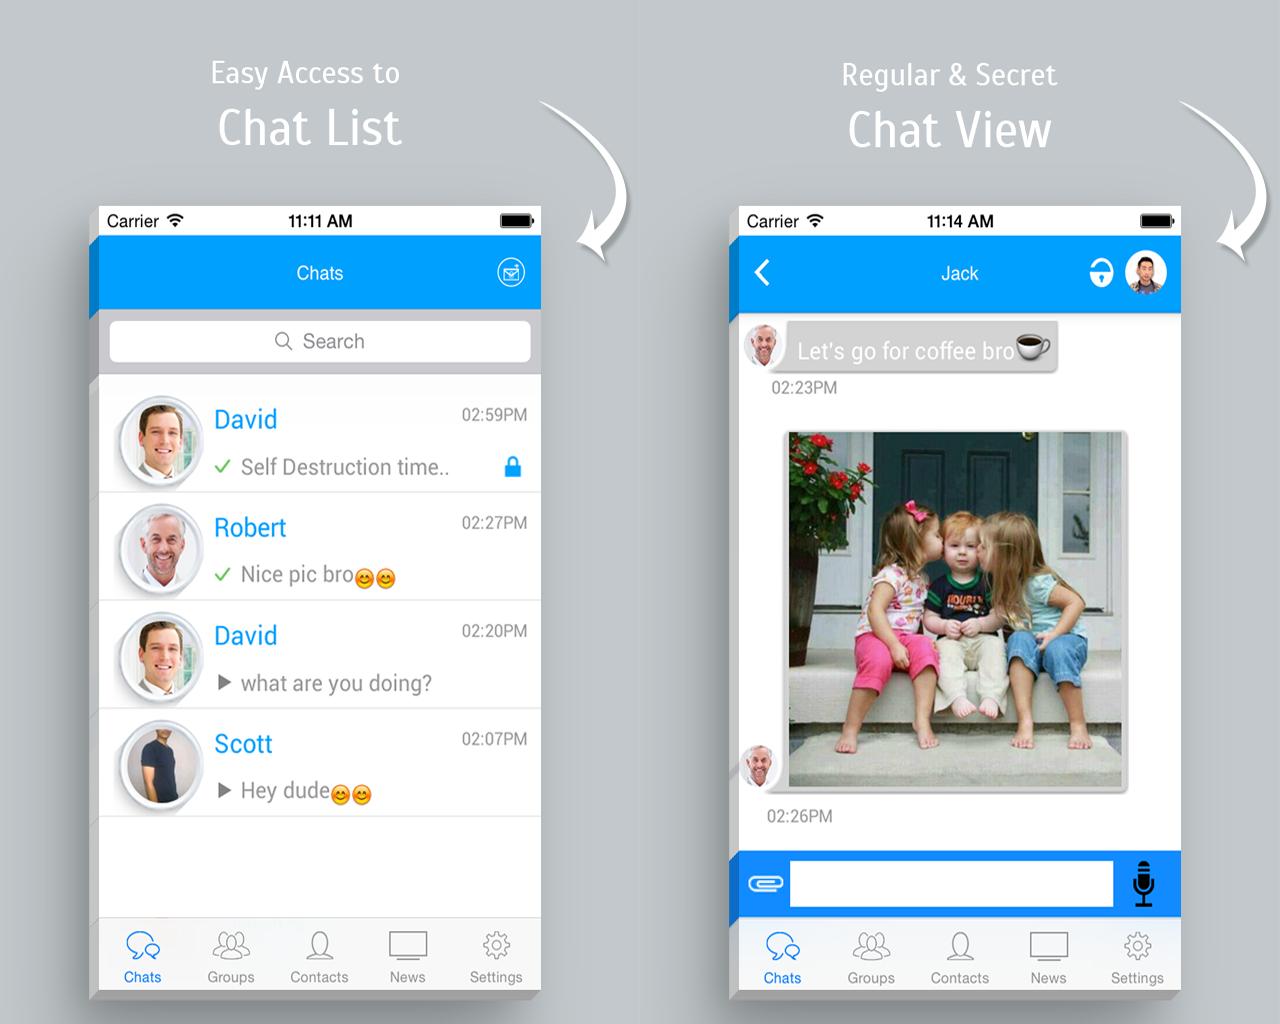 Easy Access to
Chat List
Carrier
11:11 AM
Chats
Search
David
02:59PM
Self Destruction time..
Robert
02:27PM
Nice pic bro😊😊
David
02:20PM
what are you doing?
Scott
02:07PM
Hey dude😊😊
Chats
Groups
Contacts
News
Settings
Regular & Secret
Chat View
Carrier
11:14 AM
Jack
Let's go for coffee bro☕
02:23PM
02:26PM
Chats
Groups
Contacts
News
Settings